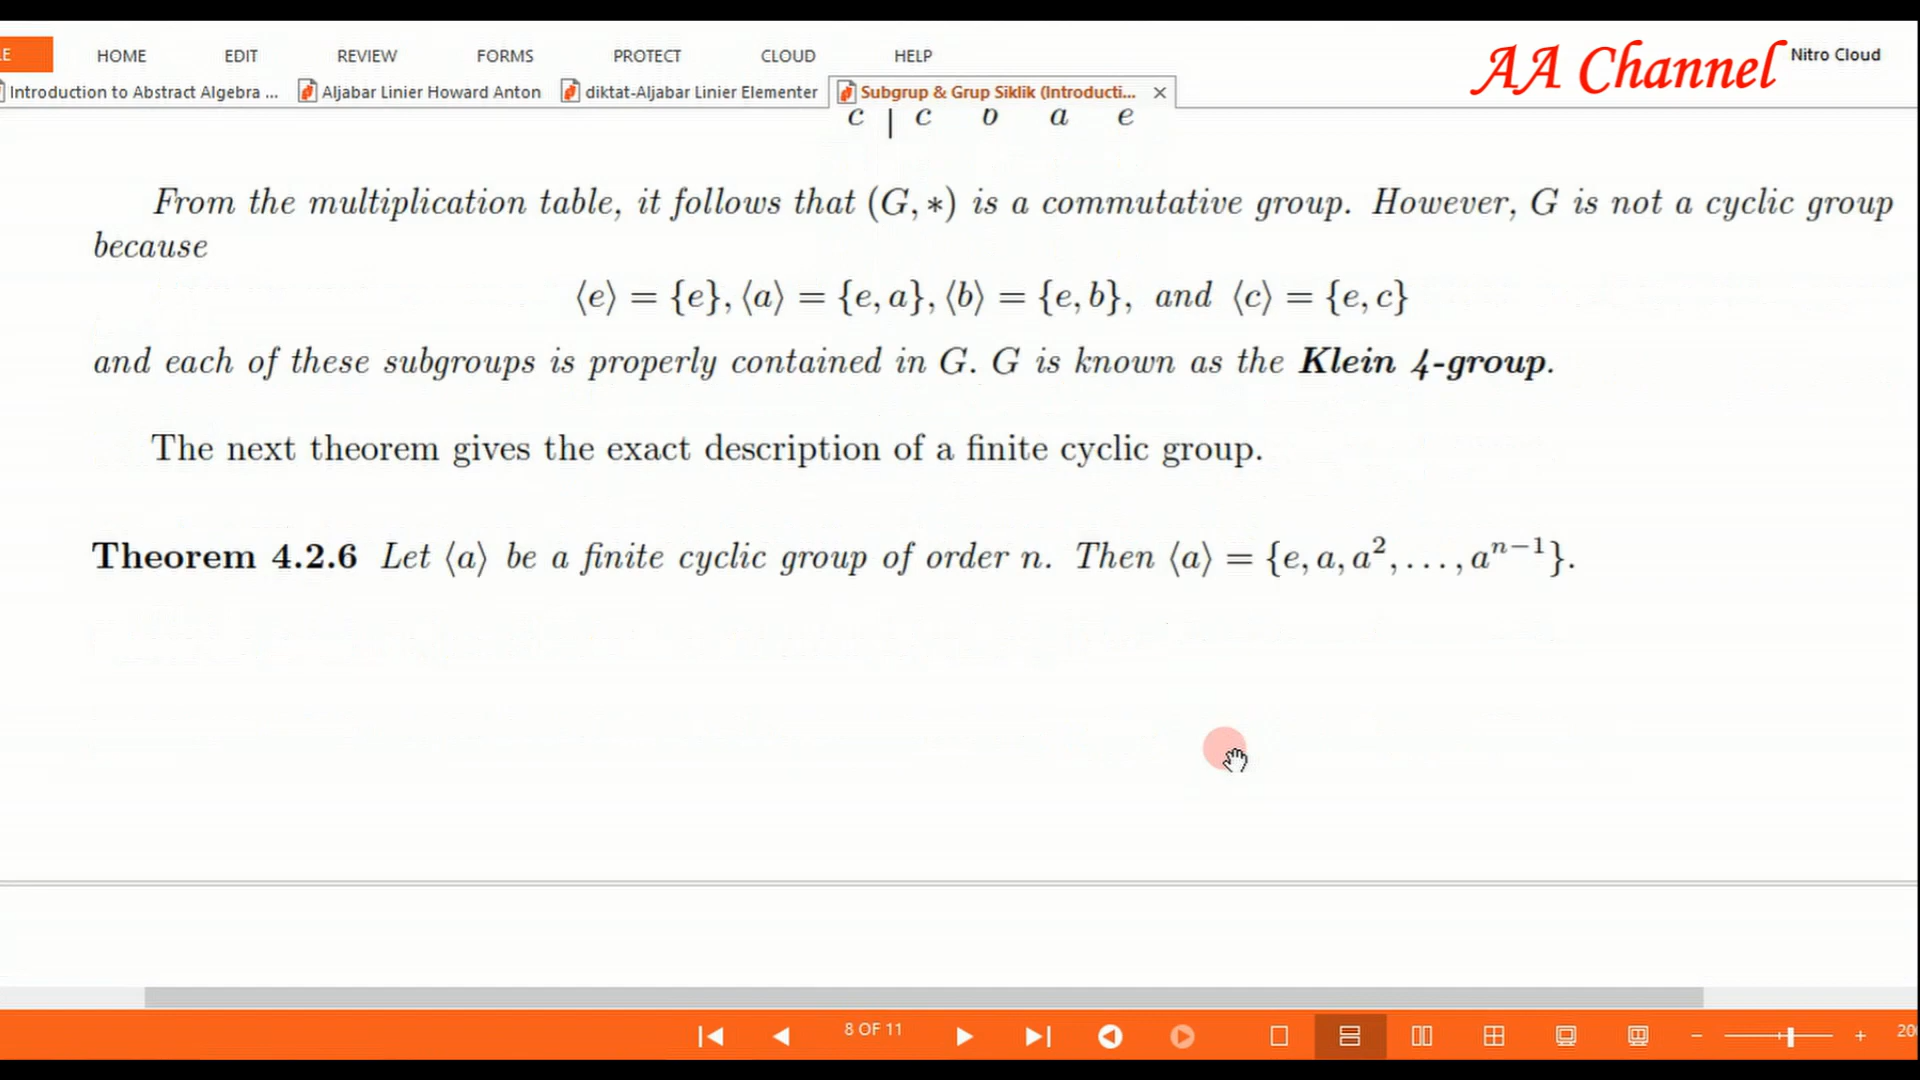 E HOME EDIT REVIEW FORMS PROTECT CLOUD HELP AA Channel Nitro Cloud
Introduction to Abstract Algebra ... Aljabar Linier Howard Anton diktat-Aljabar Linier Elementer Subgrup & Grup Siklik (Introducti...
c | c b a e
From the multiplication table, it follows that (G, ∗) is a commutative group. However, G is not a cyclic group
because
⟨e⟩ = {e}, ⟨a⟩ = {e, a}, ⟨b⟩ = {e, b}, and ⟨c⟩ = {e, c}
and each of these subgroups is properly contained in G. G is known as the Klein 4-group.
The next theorem gives the exact description of a finite cyclic group.
Theorem 4.2.6 Let ⟨a⟩ be a finite cyclic group of order n. Then ⟨a⟩ = {e, a, a², . . . , aⁿ⁻¹}.
8 OF 11